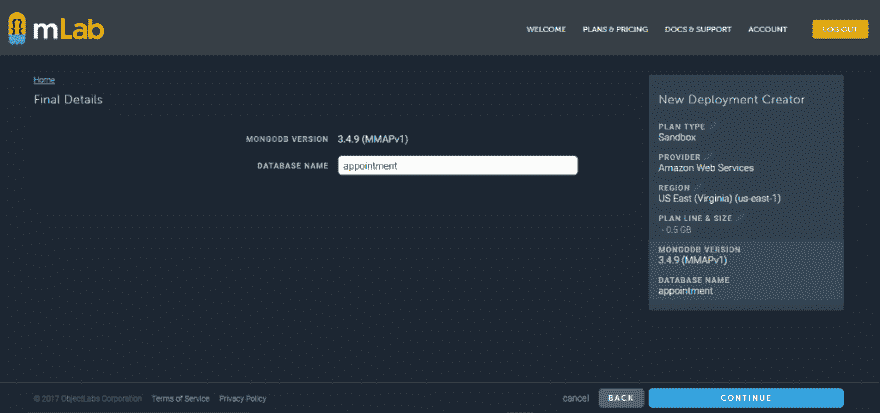 mLab
WELCOME PLANS & PRICING DOCS & SUPPORT ACCOUNT
Home
Final Details
MONGODB VERSION 3.4.9 (MMAPv1)
DATABASE NAME appointment
New Deployment Creator
PLAN TYPE
Sandbox
PROVIDER
Amazon Web Services
REGION
US East (Virginia) (us-east-1)
PLAN LINE & SIZE
- 0.5 GB
MONGODB VERSION
3.4.9 (MMAPv1)
DATABASE NAME
appointment
© 2017 ObjectLabs Corporation Terms of Service Privacy Policy
cancel BACK CONTINUE